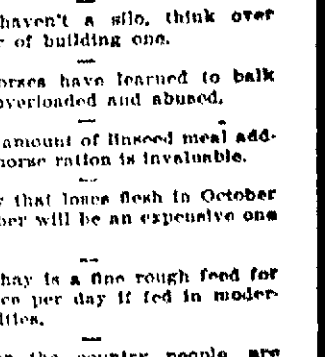 haven't a silo, think over
of building one.
orses have learned to balk
overloaded and abused.
amount of linseed meal add-
horse ration is invaluable.
that loses flesh in October
ber will be an expensive one
hay is a fine rough feed for
per day if fed in moder-
the country people are